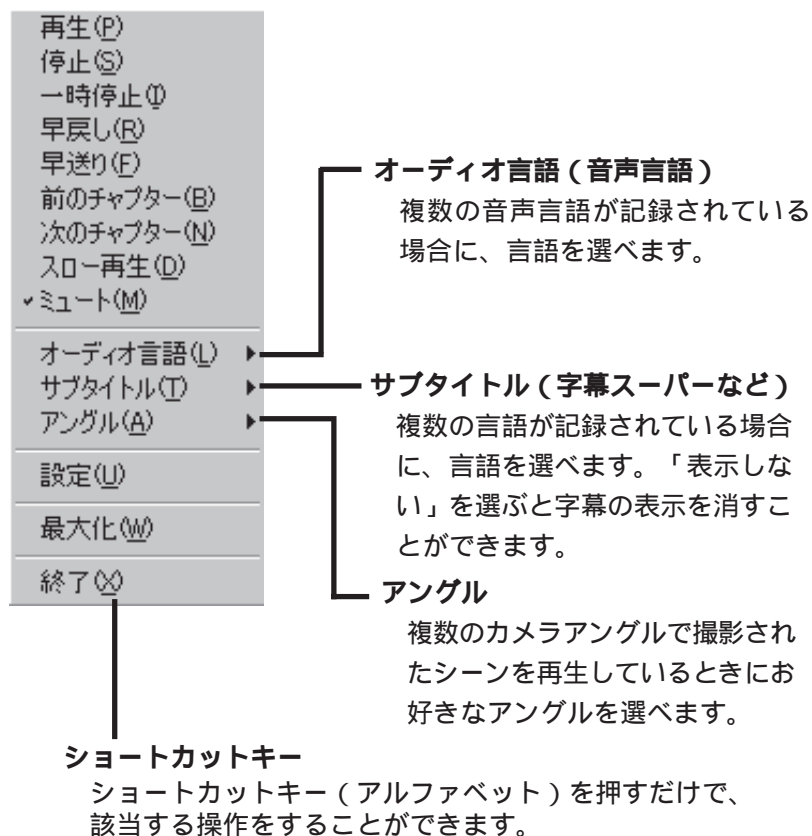 再生(P)
停止(S)
一時停止(I)
早戻し(R)
早送り(F)
前のチャプター(B)
次のチャプター(N)
スロー再生(D)
ミュート(M)
オーディオ言語(L)
サブタイトル(T)
アングル(A)
設定(U)
最大化(W)
終了(X)
オーディオ言語（音声言語）
複数の音声言語が記録されている
場合に、言語を選べます。
サブタイトル（字幕スーパーなど）
複数の言語が記録されている場合
に、言語を選べます。「表示しな
い」を選ぶと字幕の表示を消すこ
とができます。
アングル
複数のカメラアングルで撮影され
たシーンを再生しているときにお
好きなアングルを選べます。
ショートカットキー
ショートカットキー（アルファベット）を押すだけで、
該当する操作をすることができます。